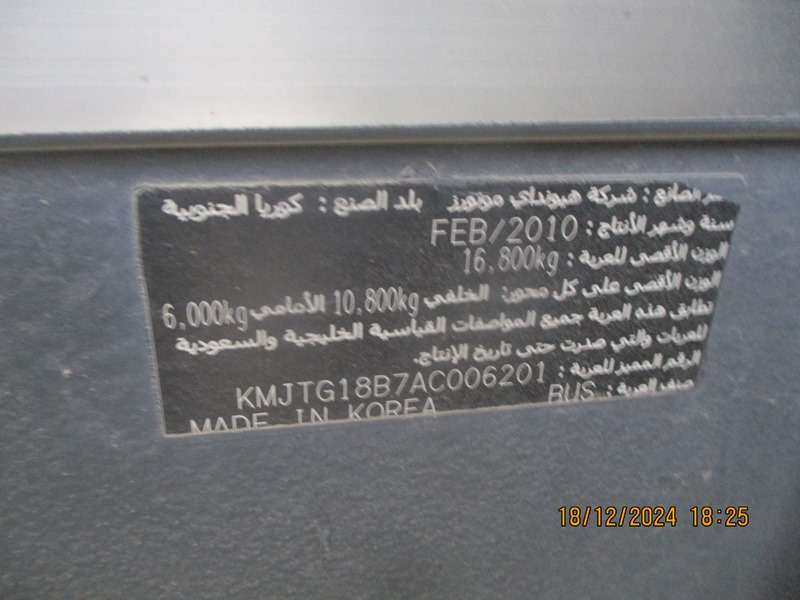 الصانع : شركة هيونداي موتورز بلد الصنع : كوريا الجنوبية
سنة وشهر الأنتاج : FEB/2010
الوزن الأقصى للعربة : 16,800kg
الوزن الأقصى على كل محور: الخلفي 10,800kg الأمامي 6,000kg
تطابق هذه العربة جميع المواصفات القياسية الخليجية والسعودية
للعربات والتي صدرت حتى تاريخ الإنتاج.
الرقم المميز للعربة : KMJTG18B7AC006201
صنف العربة : BUS
MADE IN KOREA
18/12/2024 18:25